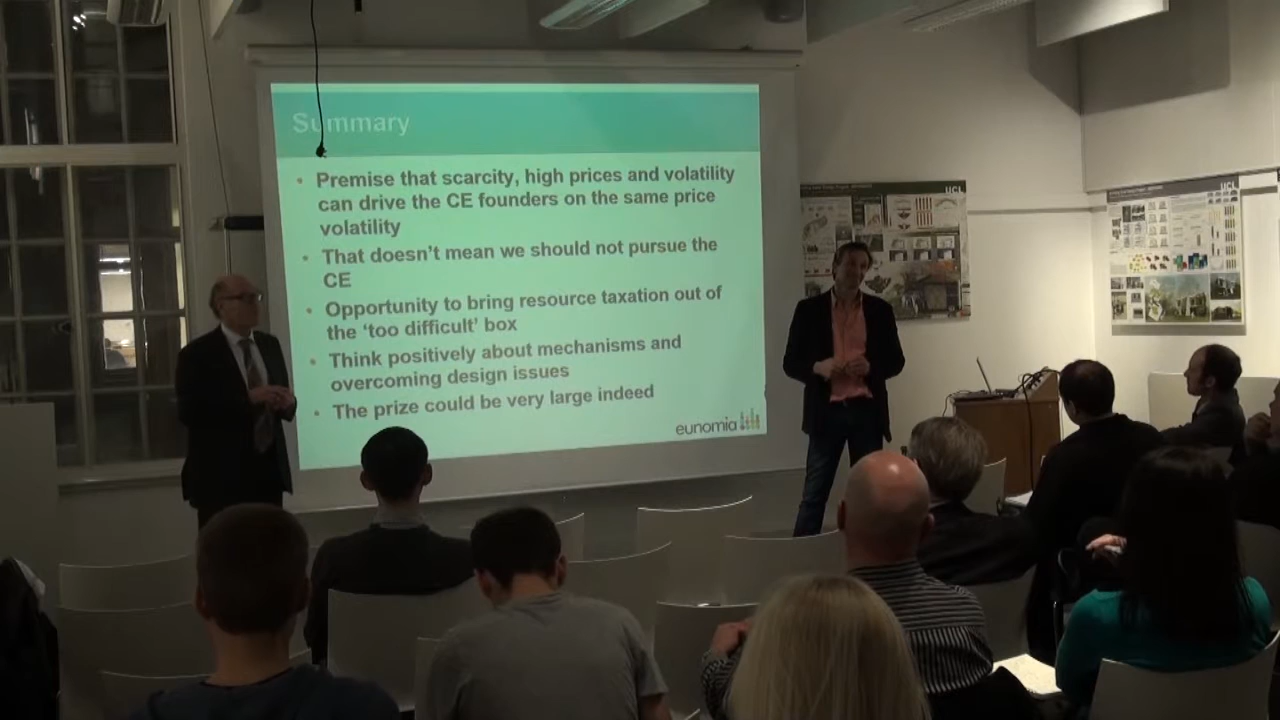 Summary
• Premise that scarcity, high prices and volatility
can drive the CE founders on the same price
volatility
• That doesn't mean we should not pursue the
CE
• Opportunity to bring resource taxation out of
the 'too difficult' box
• Think positively about mechanisms and
overcoming design issues
• The prize could be very large indeed
eunomia
UCL
UCL